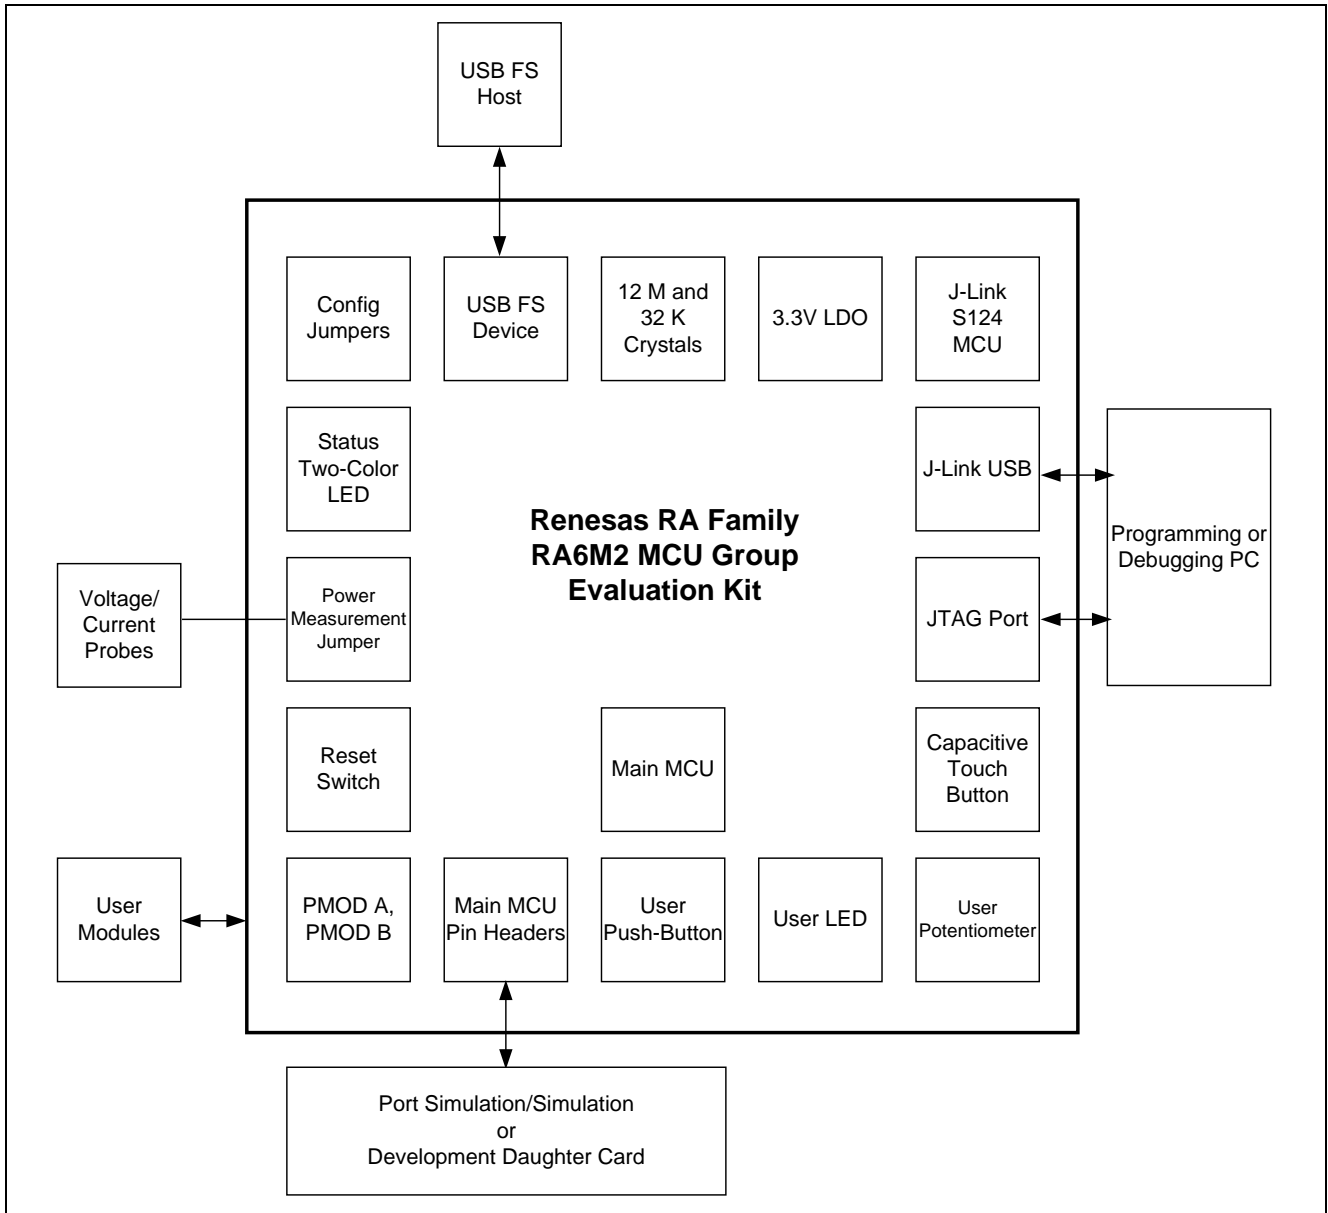 USB FS
Host
Config
Jumpers
USB FS
Device
12 M and
32 K
Crystals
3.3V LDO
J-Link
S124
MCU
Status
Two-Color
LED
J-Link USB
Renesas RA Family
RA6M2 MCU Group
Evaluation Kit
Programming or
Debugging PC
Voltage/
Current
Probes
Power
Measurement
Jumper
JTAG Port
Reset
Switch
Main MCU
Capacitive
Touch
Button
User
Modules
PMOD A,
PMOD B
Main MCU
Pin Headers
User
Push-Button
User LED
User
Potentiometer
Port Simulation/Simulation
or
Development Daughter Card